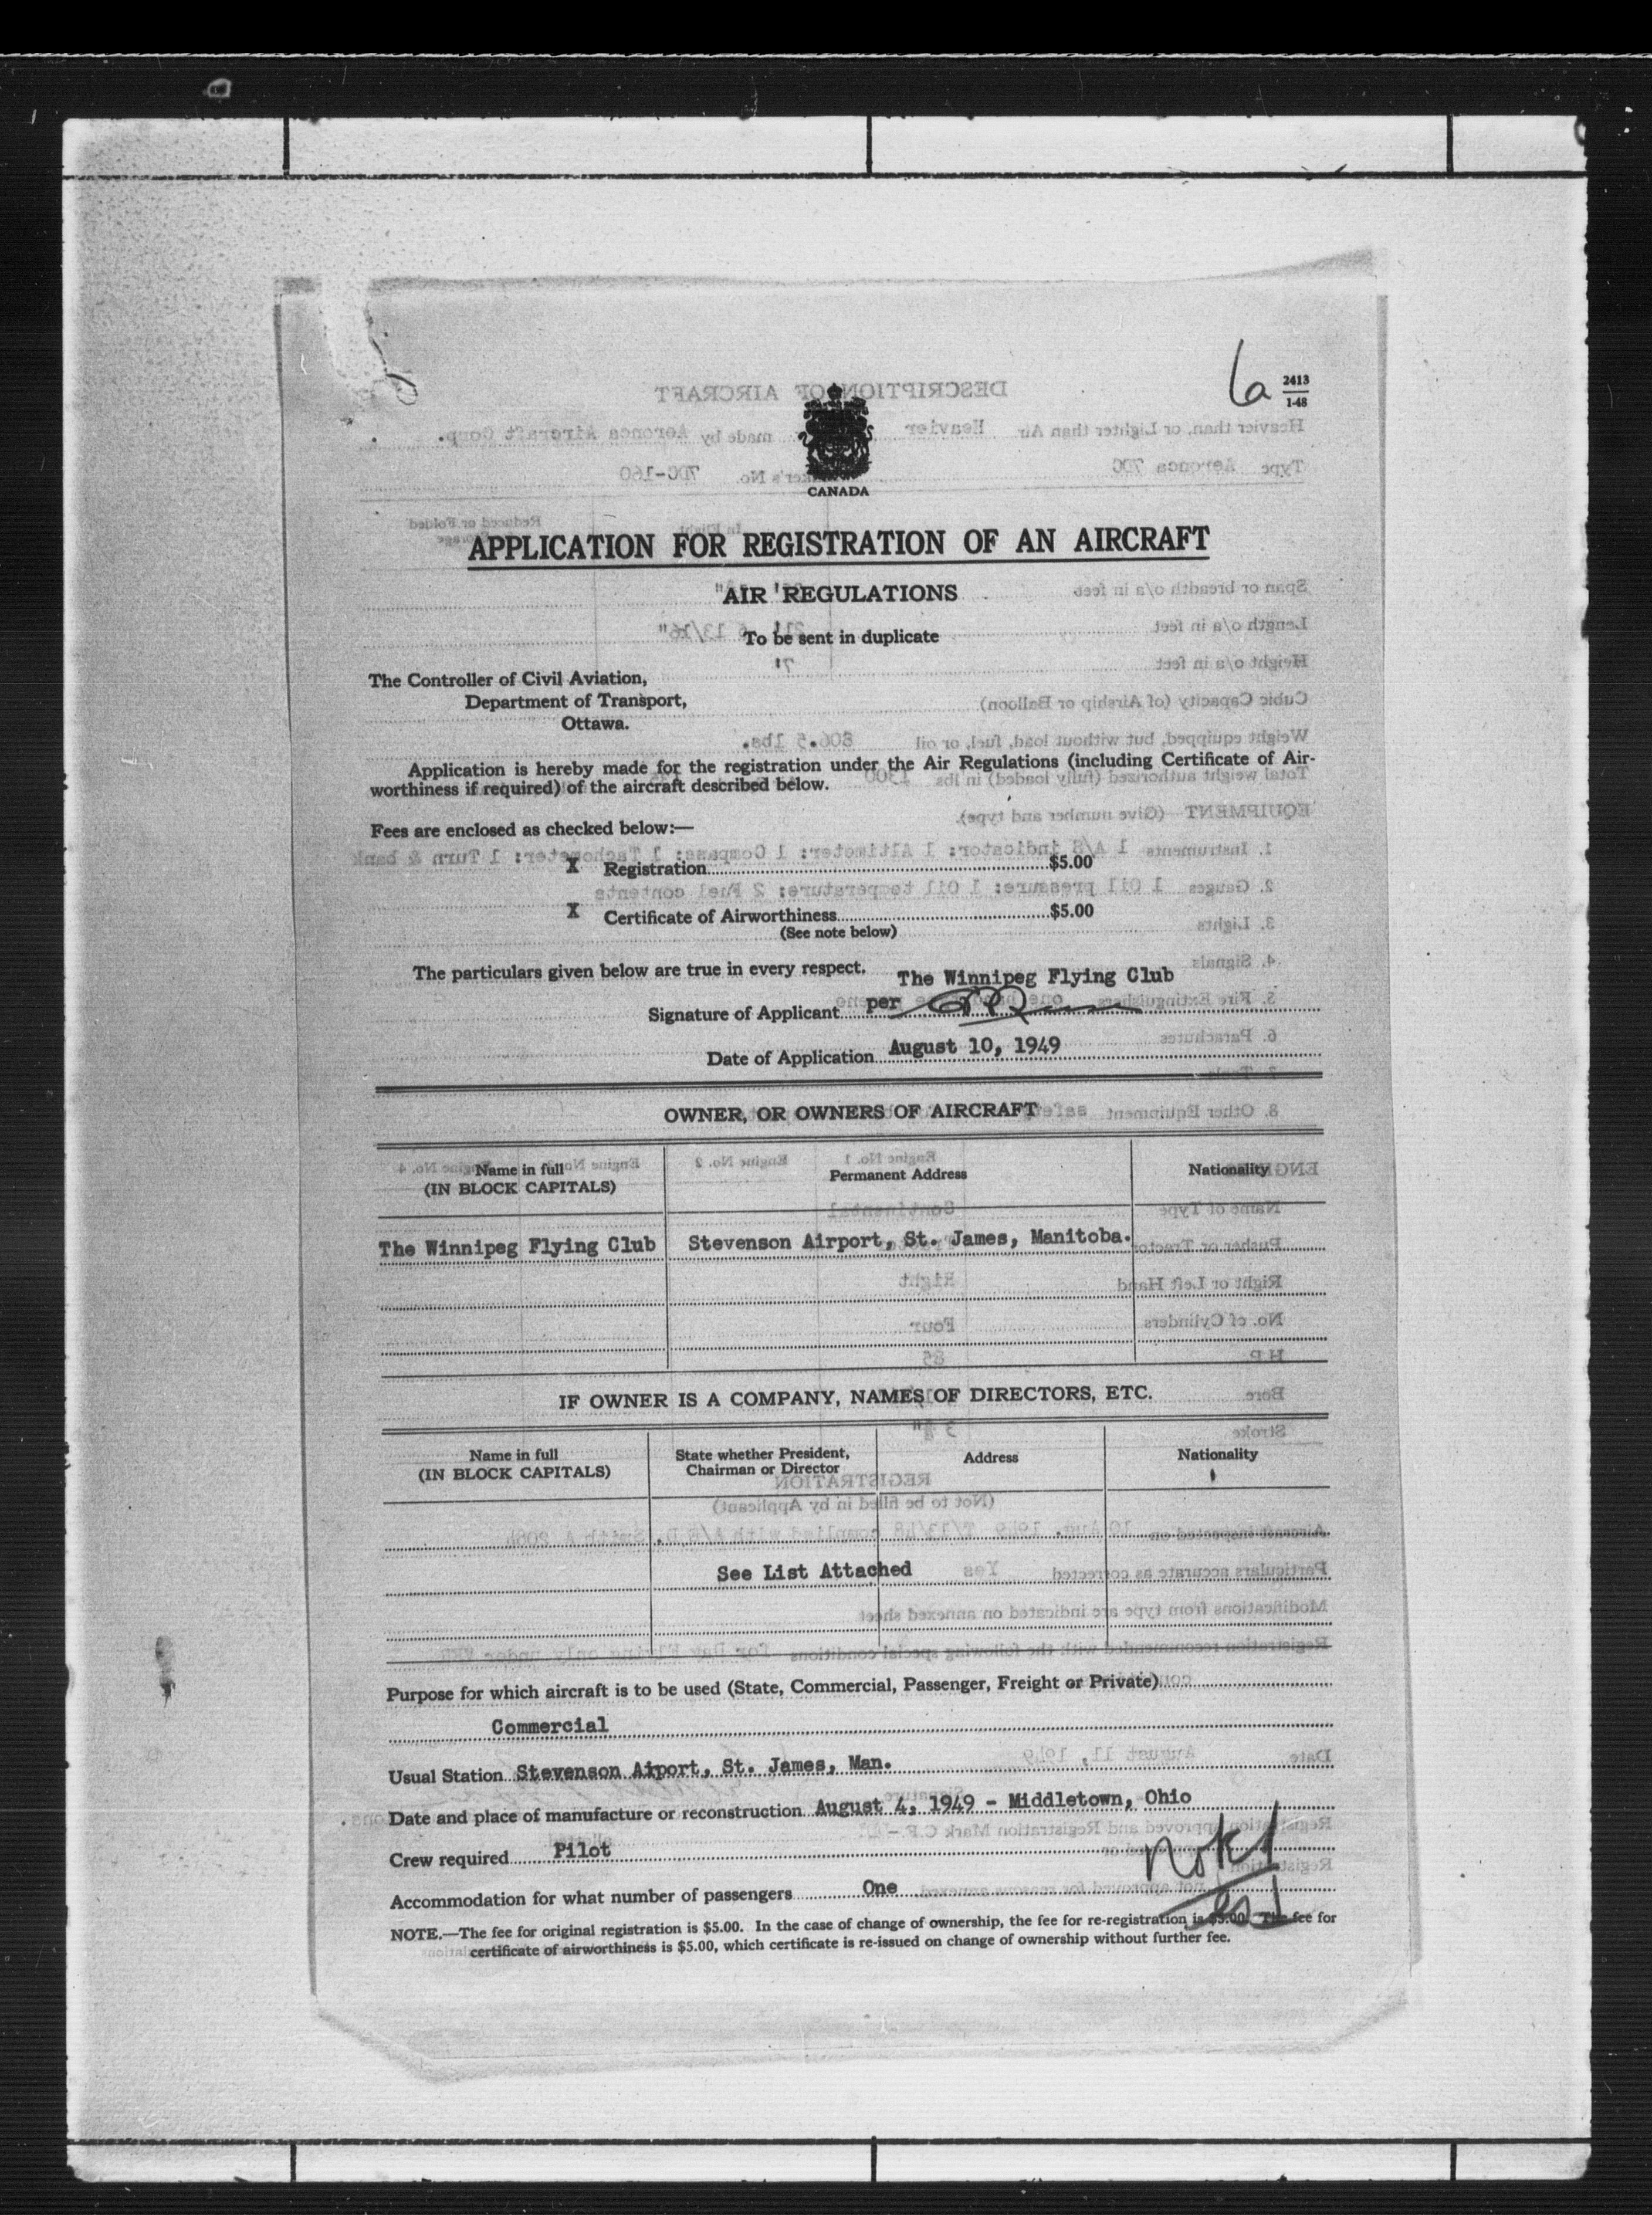 6a
2413
1-48
CANADA
APPLICATION FOR REGISTRATION OF AN AIRCRAFT
AIR REGULATIONS
To be sent in duplicate
The Controller of Civil Aviation,
Department of Transport,
Ottawa.
Application is hereby made for the registration under the Air Regulations (including Certificate of Air-
worthiness if required) of the aircraft described below.
Fees are enclosed as checked below:—
X Registration $5.00
X Certificate of Airworthiness $5.00
(See note below)
The particulars given below are true in every respect.
The Winnipeg Flying Club
Signature of Applicant per
Date of Application August 10, 1949
OWNER, OR OWNERS OF AIRCRAFT
Name in full Permanent Address Nationality
(IN BLOCK CAPITALS)
The Winnipeg Flying Club Stevenson Airport, St. James, Manitoba.
IF OWNER IS A COMPANY, NAMES OF DIRECTORS, ETC.
Name in full State whether President, Address Nationality
(IN BLOCK CAPITALS) Chairman or Director
See List Attached
Purpose for which aircraft is to be used (State, Commercial, Passenger, Freight or Private)
Commercial
Usual Station Stevenson Airport, St. James, Man.
Date and place of manufacture or reconstruction August 4, 1949 - Middletown, Ohio
Crew required Pilot
Accommodation for what number of passengers One
NOTE.—The fee for original registration is $5.00. In the case of change of ownership, the fee for re-registration is $5.00. The fee for
certificate of airworthiness is $5.00, which certificate is re-issued on change of ownership without further fee.